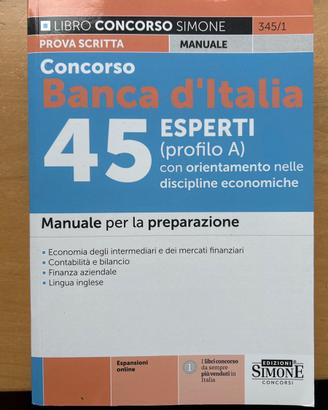 LIBRO CONCORSO SIMONE 345/1
PROVA SCRITTA MANUALE
Concorso
Banca d'Italia
45 ESPERTI
(profilo A)
con orientamento nelle
discipline economiche
Manuale per la preparazione
Economia degli intermediari e dei mercati finanziari
Contabilità e bilancio
Finanza aziendale
Lingua inglese
Espansioni
online
1
I libri concorso
da sempre
più venduti in
Italia
EDIZIONI
SIMONE
CONCORSI